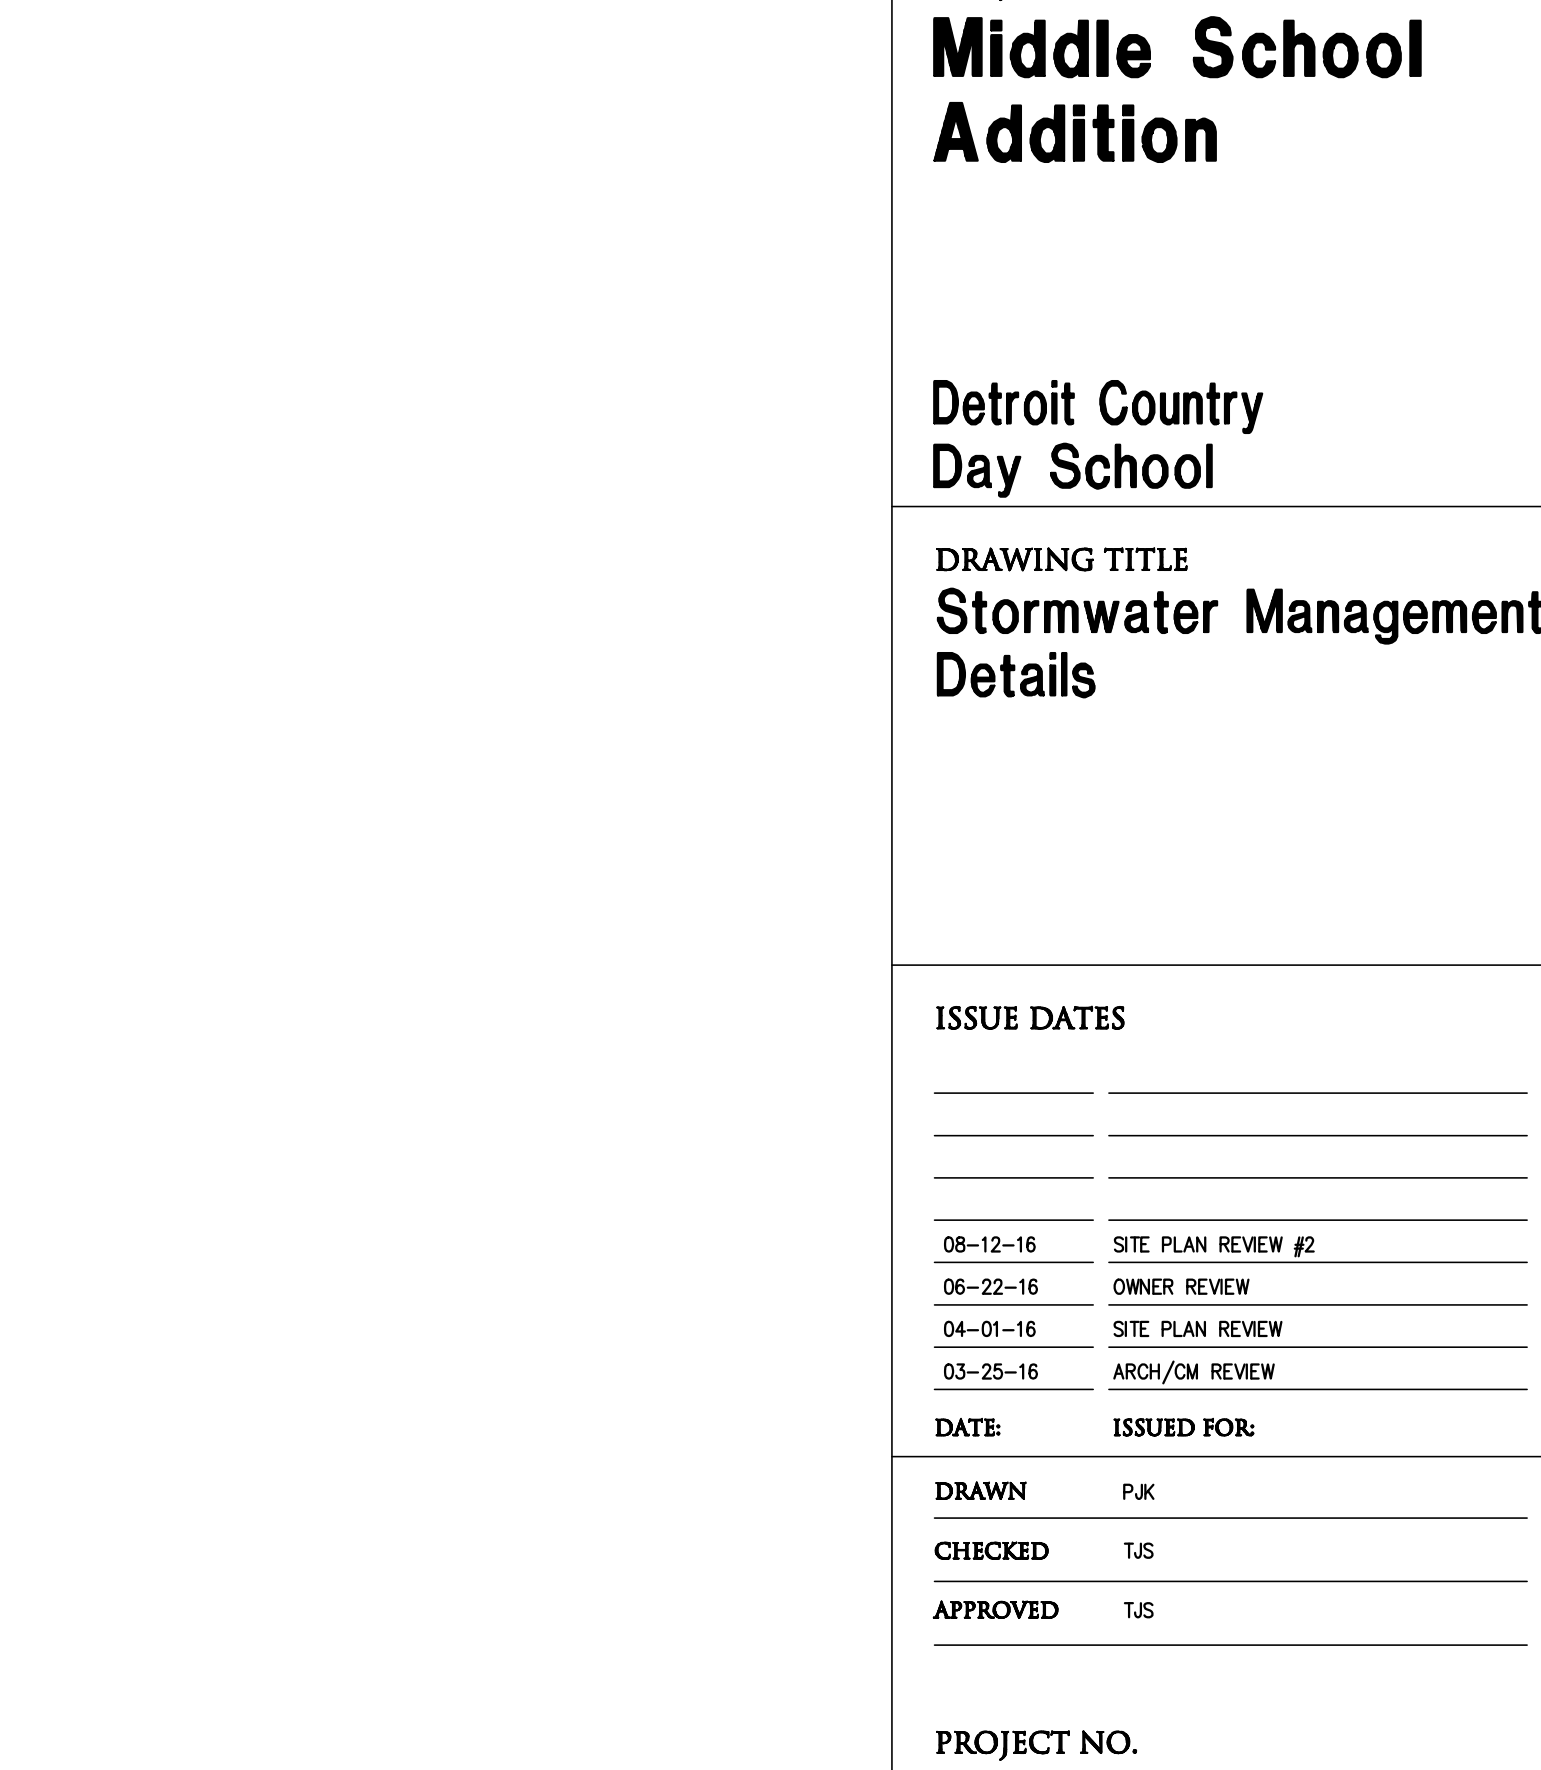 Middle School
Addition
Detroit Country
Day School
DRAWING TITLE
Stormwater Management
Details
ISSUE DATES
08-12-16 SITE PLAN REVIEW #2
06-22-16 OWNER REVIEW
04-01-16 SITE PLAN REVIEW
03-25-16 ARCH/CM REVIEW
DATE: ISSUED FOR:
DRAWN PJK
CHECKED TJS
APPROVED TJS
PROJECT NO.